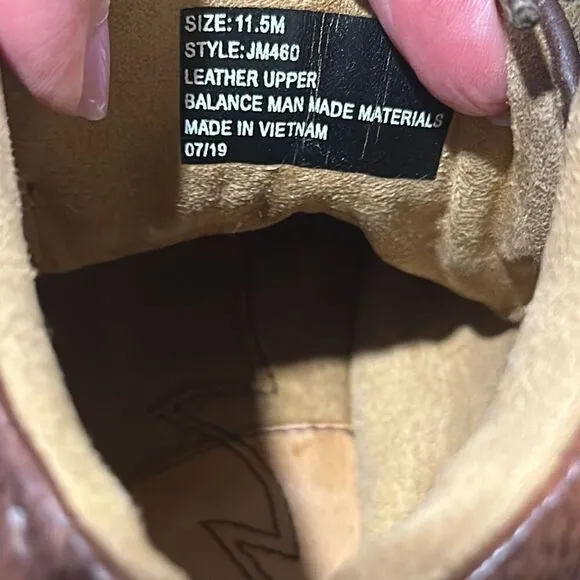 SIZE: 11.5M
STYLE: JM460
LEATHER UPPER
BALANCE MAN MADE MATERIALS
MADE IN VIETNAM
07/19